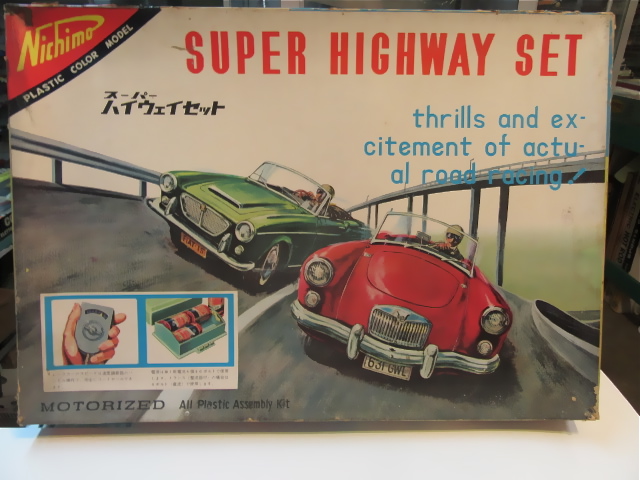 Nichimo
PLASTIC COLOR MODEL
SUPER HIGHWAY SET
スーパー
ハイウェイセット
thrills and ex-
citement of actu-
al road racing!
631 GWL
MOTORIZED All Plastic Assembly Kit